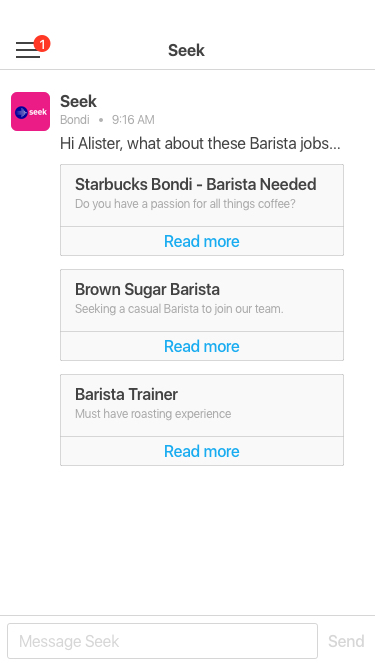 1
Seek
seek
Seek
Bondi • 9:16 AM
Hi Alister, what about these Barista jobs...
Starbucks Bondi - Barista Needed
Do you have a passion for all things coffee?
Read more
Brown Sugar Barista
Seeking a casual Barista to join our team.
Read more
Barista Trainer
Must have roasting experience
Read more
Message Seek
Send